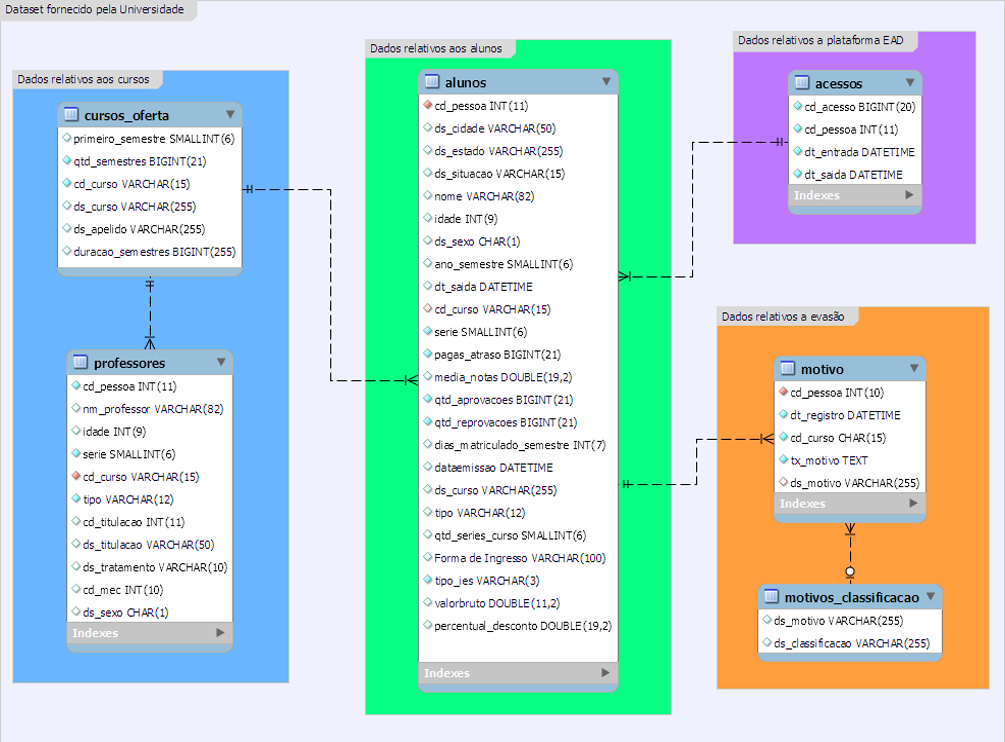 Dataset fornecido pela Universidade
Dados relativos aos cursos
cursos_oferta
primeiro_semestre SMALLINT(6)
qtd_semestres BIGINT(21)
cd_curso VARCHAR(15)
ds_curso VARCHAR(255)
ds_apelido VARCHAR(255)
duracao_semestres BIGINT(255)
professores
cd_pessoa INT(11)
nm_professor VARCHAR(82)
idade INT(9)
serie SMALLINT(6)
cd_curso VARCHAR(15)
tipo VARCHAR(12)
cd_titulacao INT(11)
ds_titulacao VARCHAR(50)
ds_tratamento VARCHAR(10)
cd_mec INT(10)
ds_sexo CHAR(1)
Indexes
Dados relativos aos alunos
alunos
cd_pessoa INT(11)
ds_cidade VARCHAR(50)
ds_estado VARCHAR(255)
ds_situacao VARCHAR(15)
nome VARCHAR(82)
idade INT(9)
ds_sexo CHAR(1)
ano_semestre SMALLINT(6)
dt_saida DATETIME
cd_curso VARCHAR(15)
serie SMALLINT(6)
pagas_atraso BIGINT(21)
media_notas DOUBLE(19,2)
qtd_aprovacoes BIGINT(21)
qtd_reprovacoes BIGINT(21)
dias_matriculado_semestre INT(7)
dataemissao DATETIME
ds_curso VARCHAR(255)
tipo VARCHAR(12)
qtd_series_curso SMALLINT(6)
Forma de Ingresso VARCHAR(100)
tipo_ies VARCHAR(3)
valorbruto DOUBLE(11,2)
percentual_desconto DOUBLE(19,2)
Indexes
Dados relativos a plataforma EAD
acessos
cd_acesso BIGINT(20)
cd_pessoa INT(11)
dt_entrada DATETIME
dt_saida DATETIME
Indexes
Dados relativos a evasão
motivo
cd_pessoa INT(10)
dt_registro DATETIME
cd_curso CHAR(15)
tx_motivo TEXT
ds_motivo VARCHAR(255)
Indexes
motivos_classificacao
ds_motivo VARCHAR(255)
ds_classificacao VARCHAR(255)